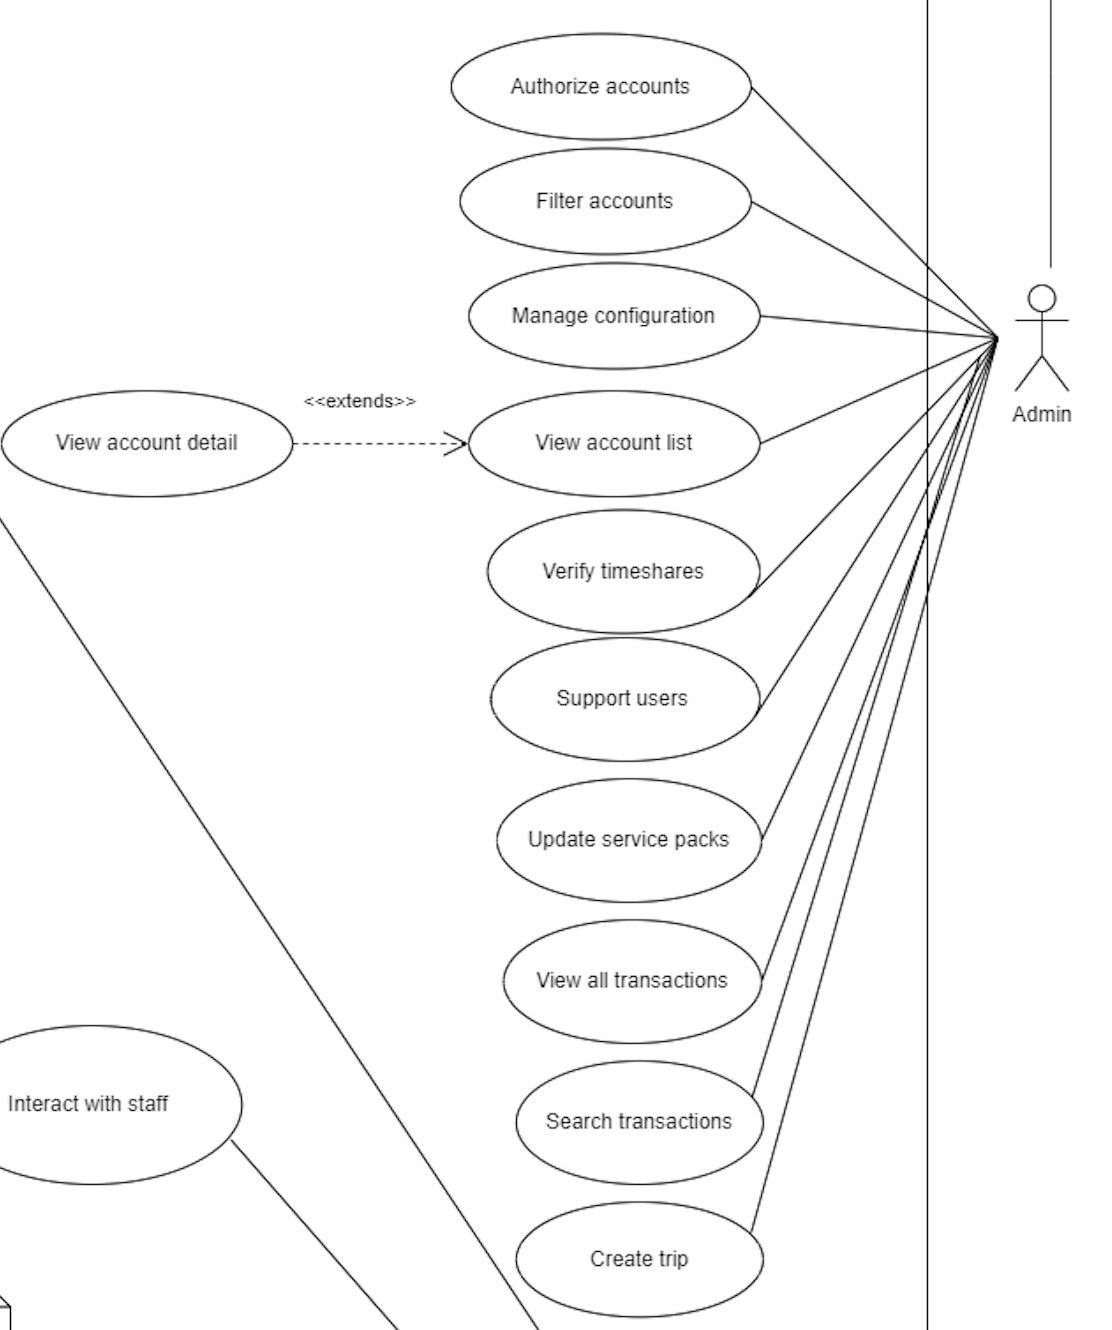 Authorize accounts
Filter accounts
Manage configuration
Admin
<<extends>>
View account detail
View account list
Verify timeshares
Support users
Update service packs
View all transactions
Interact with staff
Search transactions
Create trip